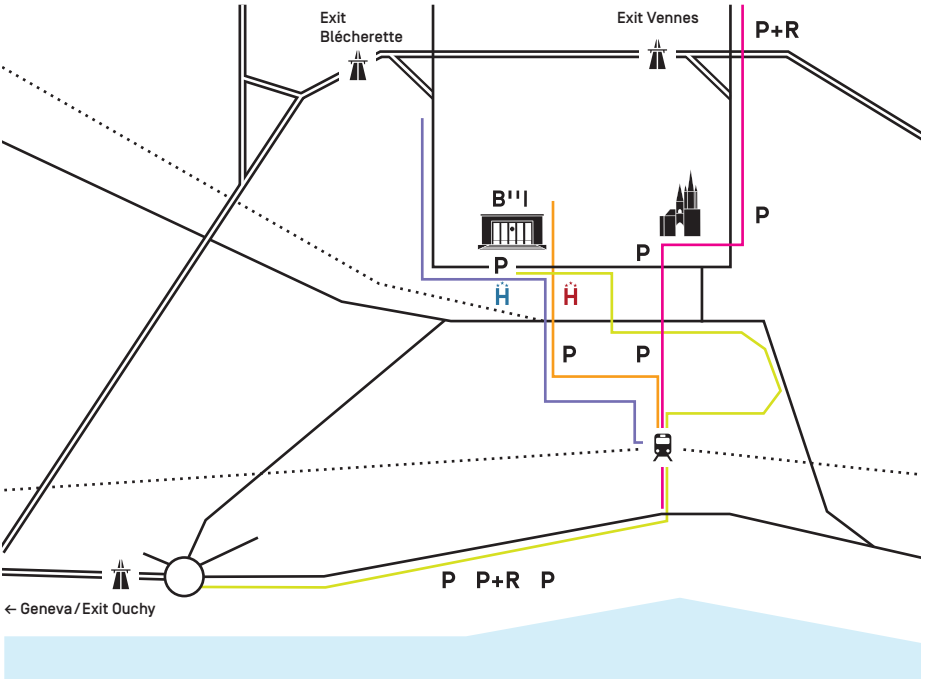 Exit
Blécherette
Exit Vennes
P+R
B"'I
P
P
P
H
H
P
P
P P+R P
← Geneva/Exit Ouchy